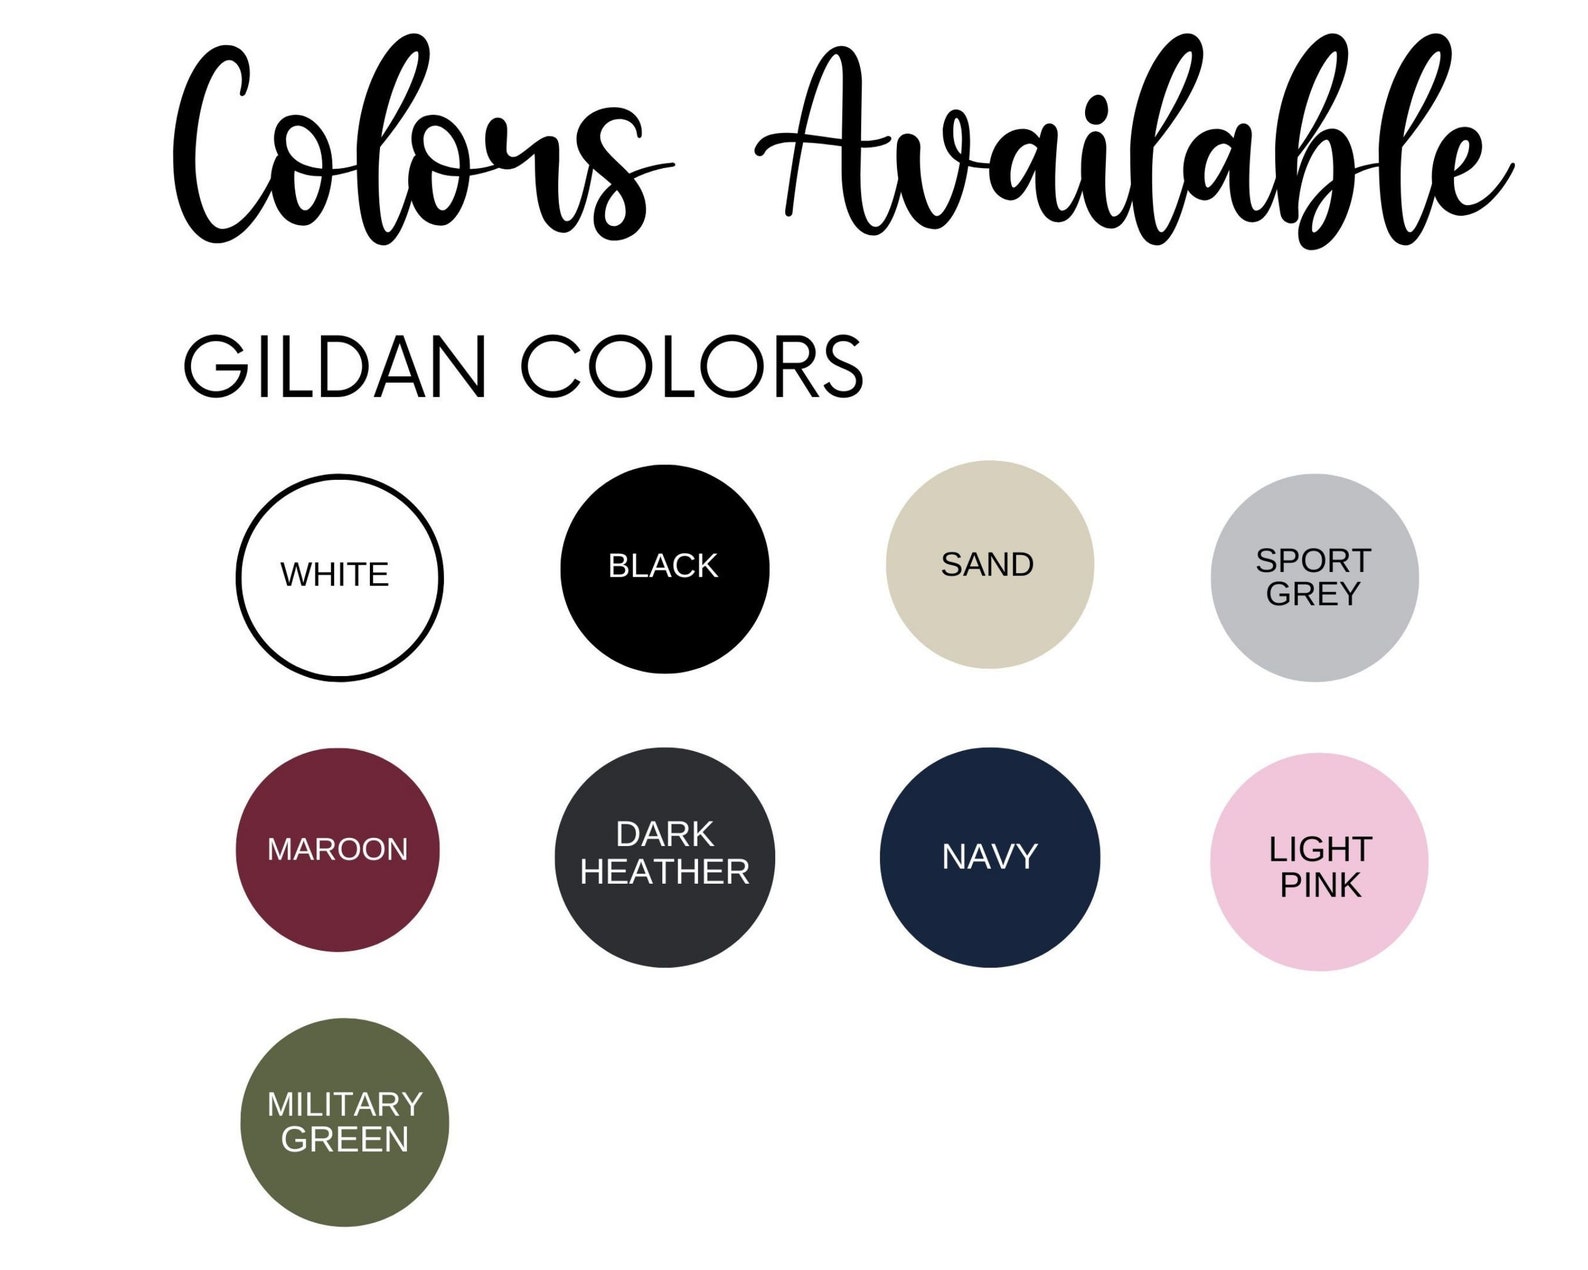 Colors Available
GILDAN COLORS
WHITE
BLACK
SAND
SPORT
GREY
MAROON
DARK
HEATHER
NAVY
LIGHT
PINK
MILITARY
GREEN